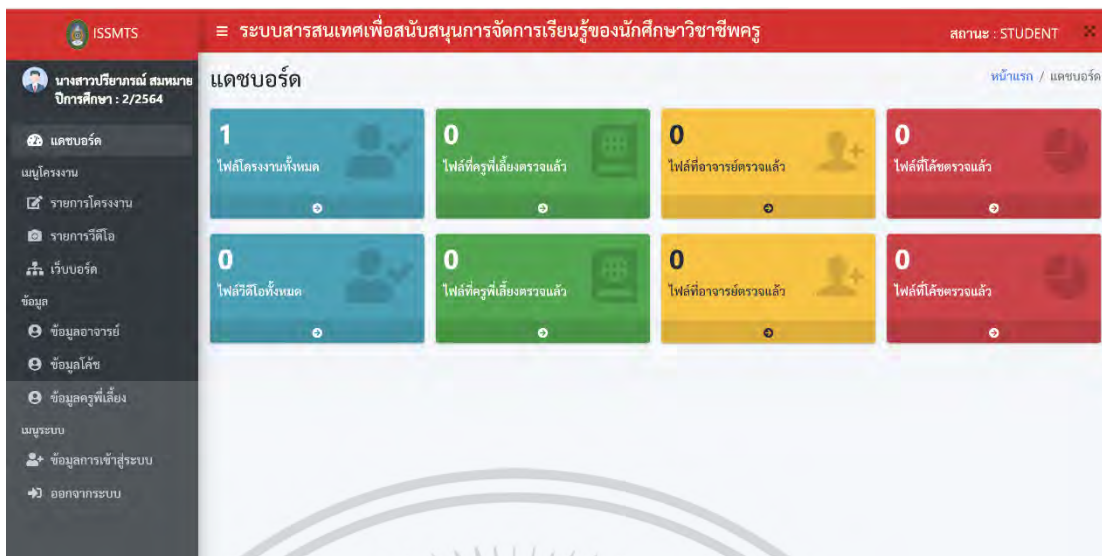 ISSMTS
ระบบสารสนเทศเพื่อสนับสนุนการจัดการเรียนรู้ของนักศึกษาวิชาชีพครู
สถานะ : STUDENT
นางสาวปรียาภรณ์ สมหมาย
ปีการศึกษา : 2/2564
แดชบอร์ด
เมนูโครงงาน
รายการโครงงาน
รายการวีดีโอ
เว็บบอร์ด
ข้อมูล
ข้อมูลอาจารย์
ข้อมูลโค้ช
ข้อมูลครูพี่เลี้ยง
เมนูระบบ
ข้อมูลการเข้าสู่ระบบ
ออกจากระบบ
แดชบอร์ด
หน้าแรก / แดชบอร์ด
1
ไฟล์โครงงานทั้งหมด
0
ไฟล์ที่ครูพี่เลี้ยงตรวจแล้ว
0
ไฟล์ที่อาจารย์ตรวจแล้ว
0
ไฟล์ที่โค้ชตรวจแล้ว
0
ไฟล์วิดีโอทั้งหมด
0
ไฟล์ที่ครูพี่เลี้ยงตรวจแล้ว
0
ไฟล์ที่อาจารย์ตรวจแล้ว
0
ไฟล์ที่โค้ชตรวจแล้ว